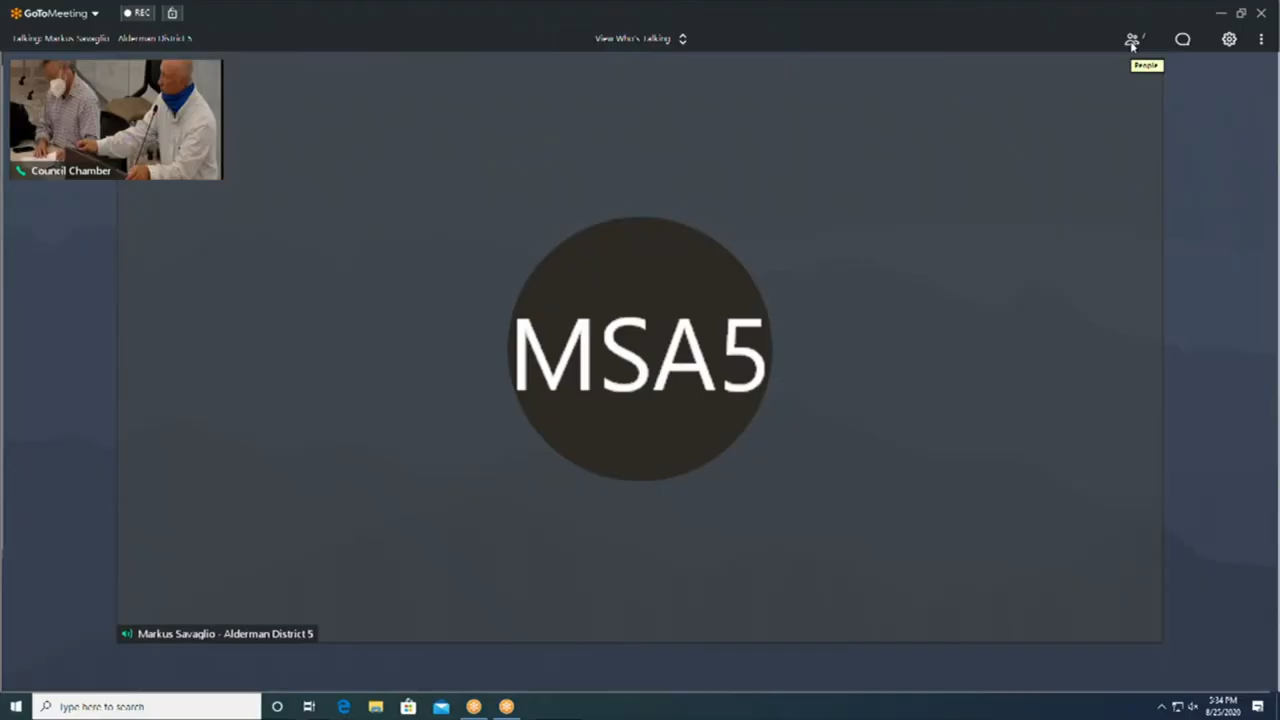 GoToMeeting
REC
Talking: Markus Savaglio - Alderman District 5
View Who's Talking
People
Council Chamber
MSA5
Markus Savaglio - Alderman District 5
Type here to search
5:34 PM
8/25/2020